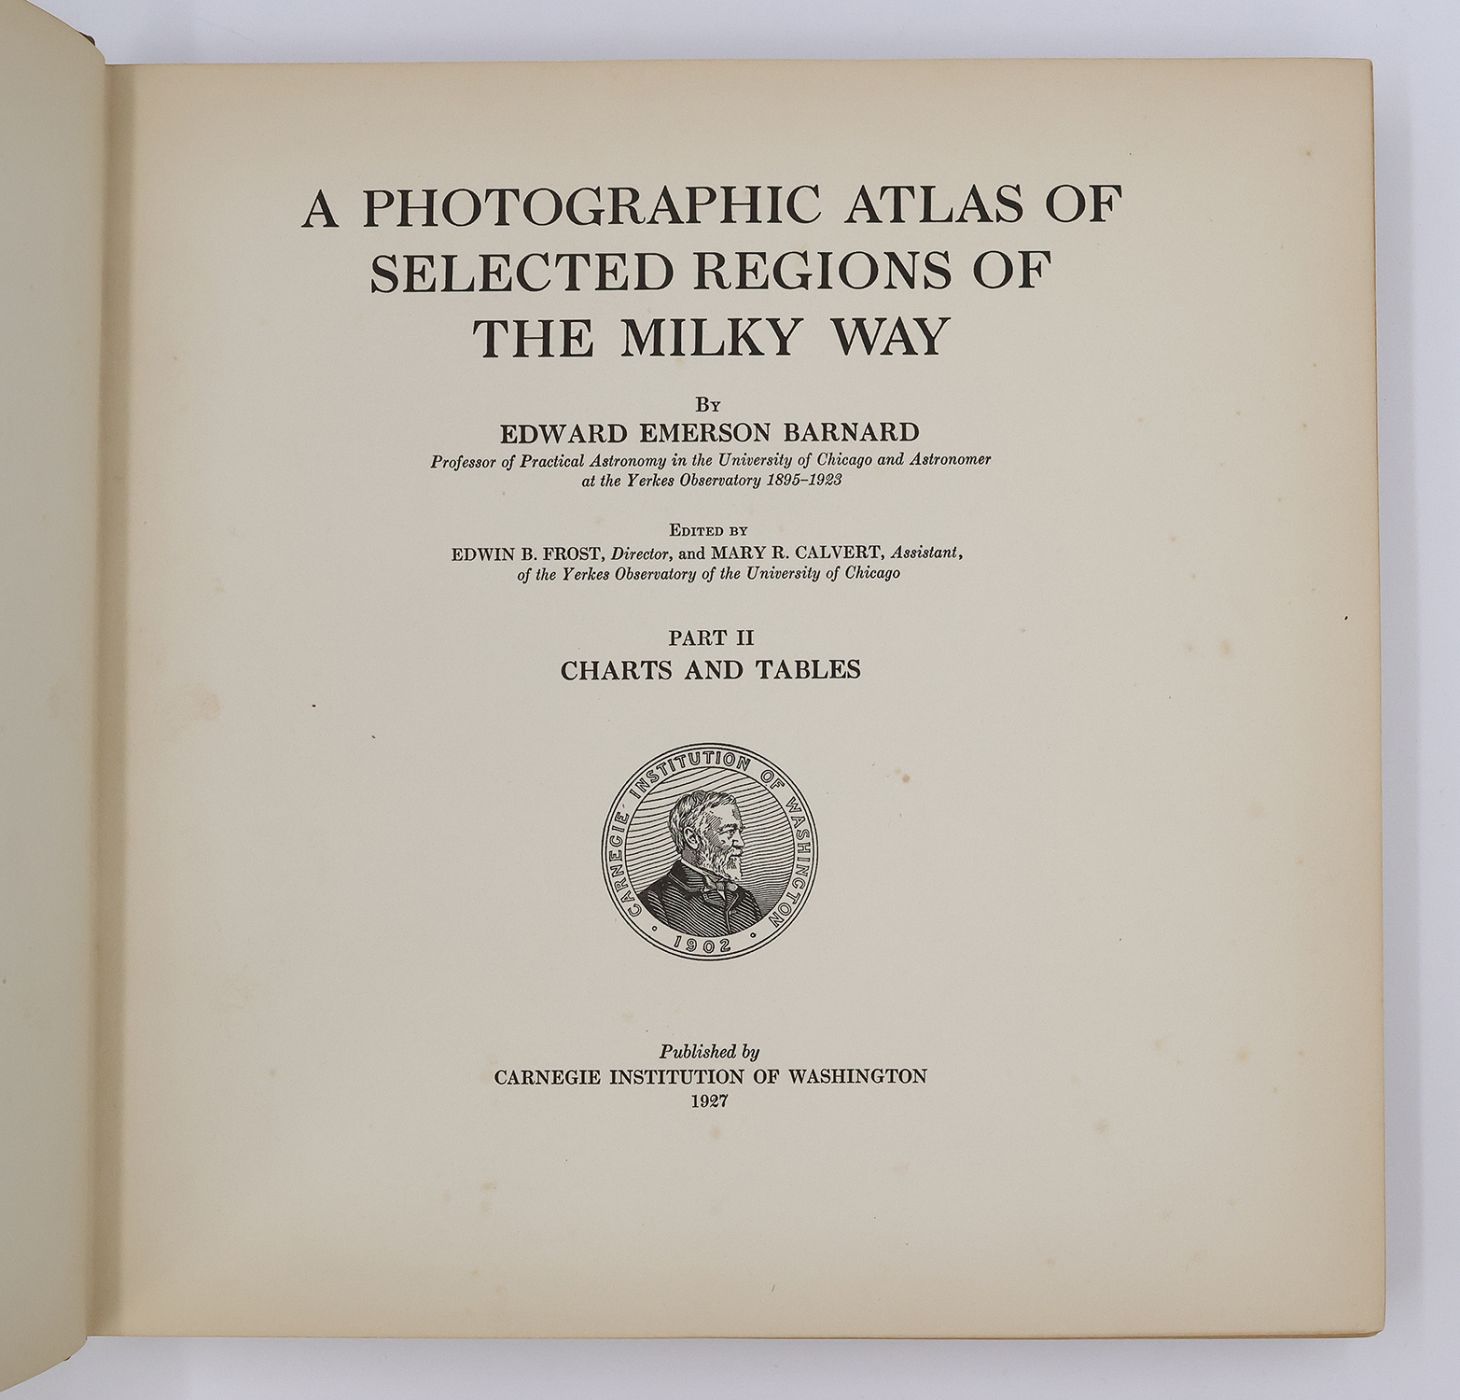 A PHOTOGRAPHIC ATLAS OF
SELECTED REGIONS OF
THE MILKY WAY
By
EDWARD EMERSON BARNARD
Professor of Practical Astronomy in the University of Chicago and Astronomer
at the Yerkes Observatory 1895–1923
Edited by
EDWIN B. FROST, Director, and MARY R. CALVERT, Assistant,
of the Yerkes Observatory of the University of Chicago
PART II
CHARTS AND TABLES
CARNEGIE INSTITUTION OF WASHINGTON
· 1902 ·
Published by
CARNEGIE INSTITUTION OF WASHINGTON
1927